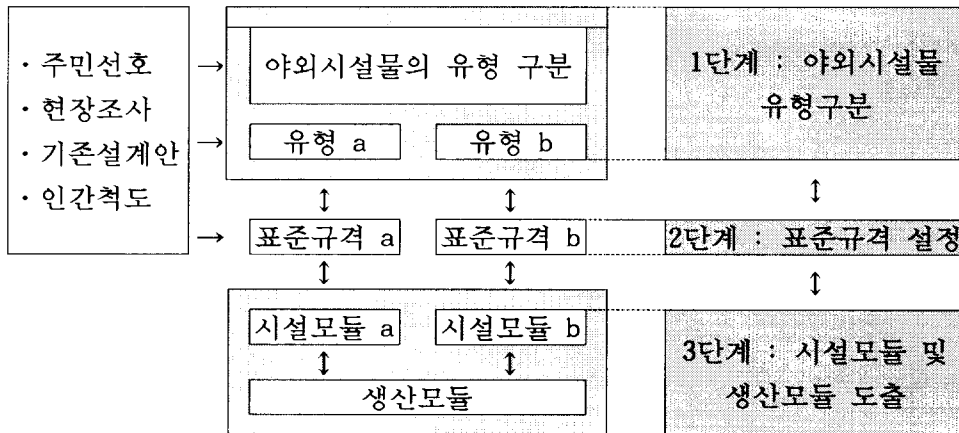 · 주민선호
· 현장조사
· 기존설계안
· 인간척도
→
→
→
야외시설물의 유형 구분
유형 a
유형 b
↕ ↕
표준규격 a
표준규격 b
↕ ↕
시설모듈 a
시설모듈 b
↕ ↕
생산모듈
1단계 : 야외시설물
유형구분
↕
2단계 : 표준규격 설정
↕
3단계 : 시설모듈 및
생산모듈 도출